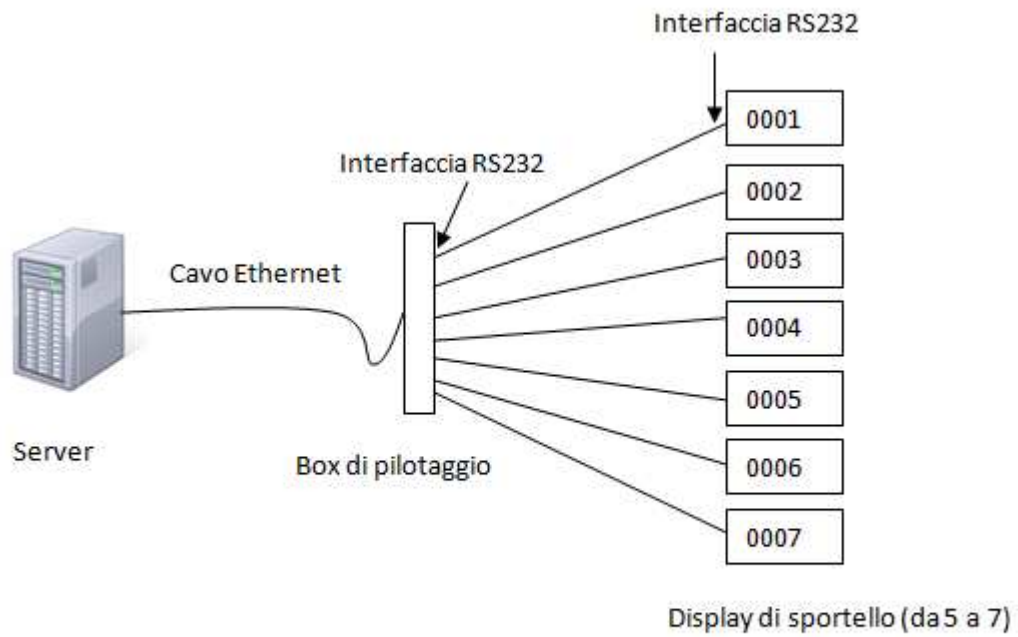 Interfaccia RS232
0001
Interfaccia RS232
0002
0003
Cavo Ethernet
0004
0005
Server
Box di pilotaggio
0006
0007
Display di sportello (da 5 a 7)